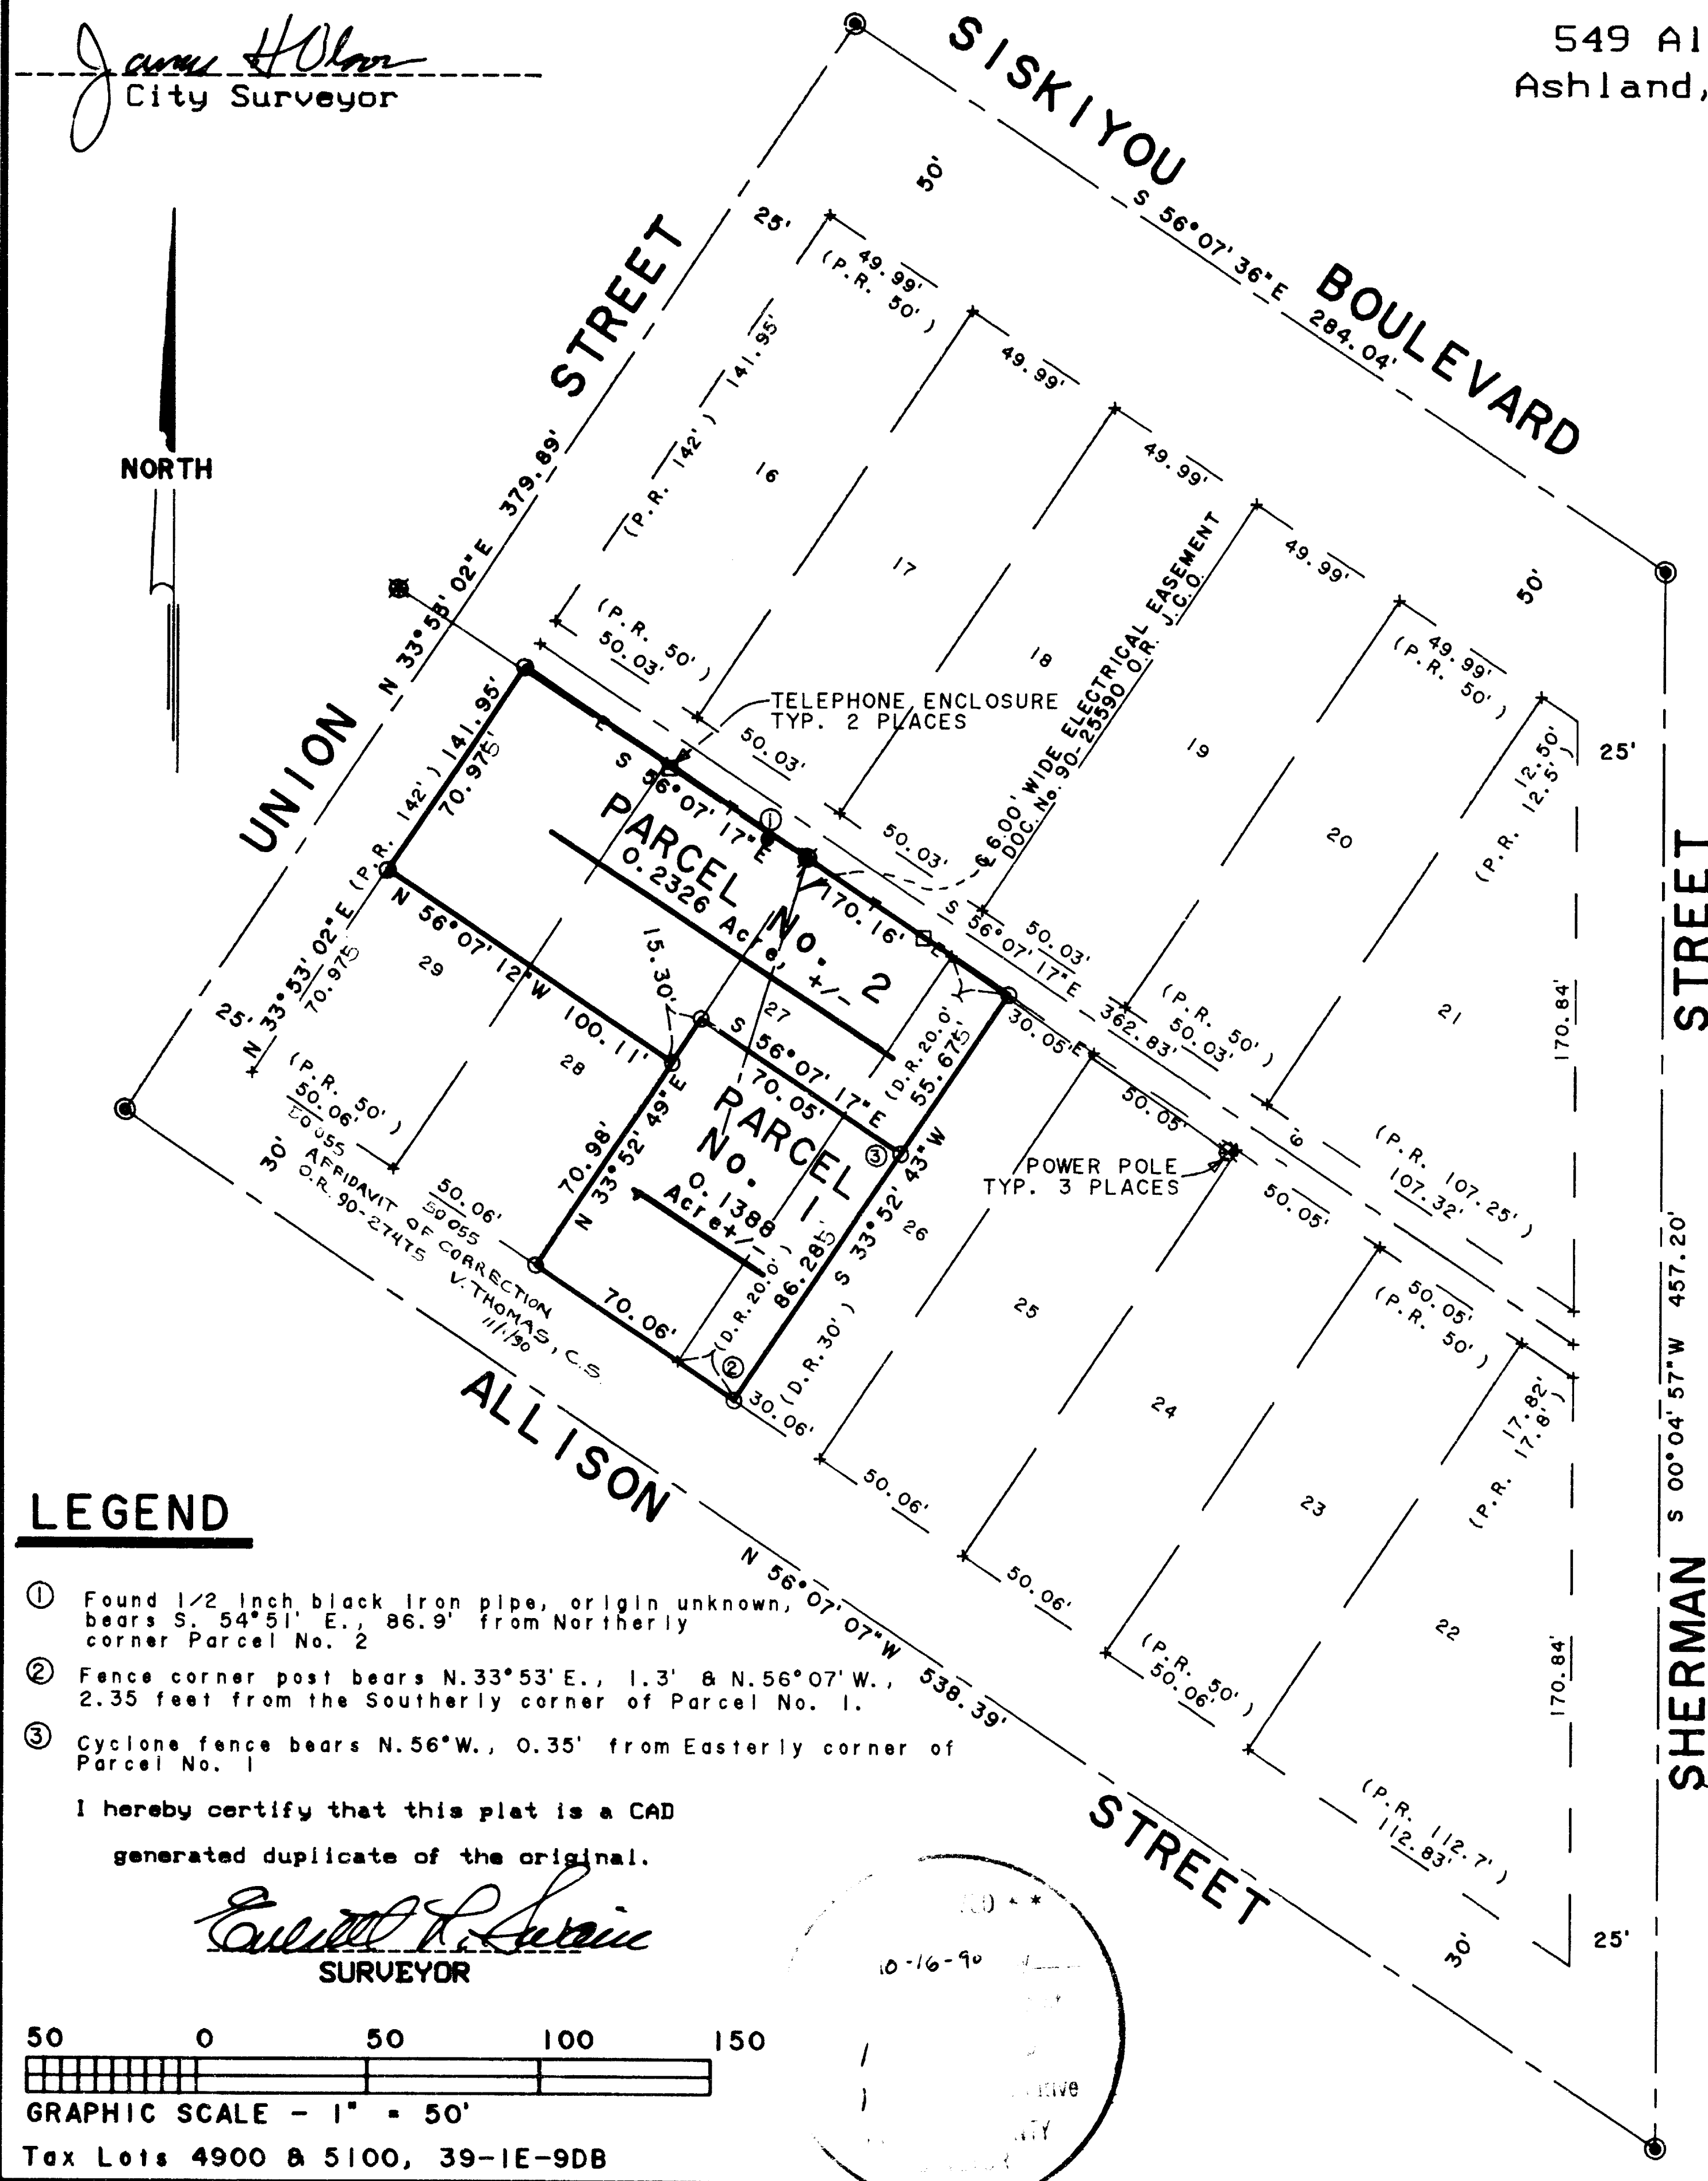 James H Olson
City Surveyor
549 Al
Ashland,
NORTH
SISKIYOU
BOULEVARD
S 56°07'36"E 284.04'
50'
25'
UNION
STREET
N 33°53'02"E 379.89'
49.99'
(P.R. 50')
49.99'
49.99'
49.99'
49.99'
(P.R. 50')
(P.R. 142') 141.95'
16
17
18
19
20
21
50'
25'
12.50'
(P.R. 12.5')
(P.R. 50')
50.03'
50.03'
50.03'
50.03'
(P.R. 50')
50.03'
TELEPHONE ENCLOSURE
TYP. 2 PLACES
℄ 6.00' WIDE ELECTRICAL EASEMENT
DOC. No. 90-25590 O.R. J.C.O.
S 56°07'17"E 362.83'
S 56°07'17"E 170.16'
①
PARCEL No. 2
0.2326 Acre, +/-
142') 141.95'
70.975'
N 33°53'02"E (P.R.
70.975
N 56°07'12"W 100.11'
15.30'
29
28
27
26
25
24
23
22
S 56°07'17"E
70.05'
PARCEL
No. 1
0.1388
Acre+/-
(D.R. 20.0')
55.675'
30.05'
50.05'
50.05'
50.05'
(P.R. 50')
6'
(P.R. 107.25')
107.32'
170.84'
POWER POLE
TYP. 3 PLACES
③
70.98'
N 33°52'49"E
S 33°52'43"W
86.285'
(D.R. 20.0')
(D.R. 30')
②
70.06'
30.06'
50.06'
50.06'
(P.R. 50')
50.06'
17.82'
(P.R. 17.8')
170.84'
(P.R. 112.7')
112.83'
25'
(P.R. 50')
50.06'
50 055
30'
50.06'
50 055
AFFIDAVIT OF CORRECTION
O.R. 90-27475 V. THOMAS, C.S.
11/1/90
ALLISON
STREET
N 56°07'07"W 538.39'
30'
25'
SHERMAN
STREET
S 00°04'57"W 457.20'
LEGEND
① Found 1/2 inch black iron pipe, origin unknown,
bears S. 54°51' E., 86.9' from Northerly
corner Parcel No. 2
② Fence corner post bears N.33°53'E., 1.3' & N.56°07'W.,
2.35 feet from the Southerly corner of Parcel No. 1.
③ Cyclone fence bears N.56°W., 0.35' from Easterly corner of
Parcel No. 1
I hereby certify that this plat is a CAD
generated duplicate of the original.
Everett L. Swain
SURVEYOR
10-16-90
50 0 50 100 150
GRAPHIC SCALE - 1" = 50'
Tax Lots 4900 & 5100, 39-1E-9DB